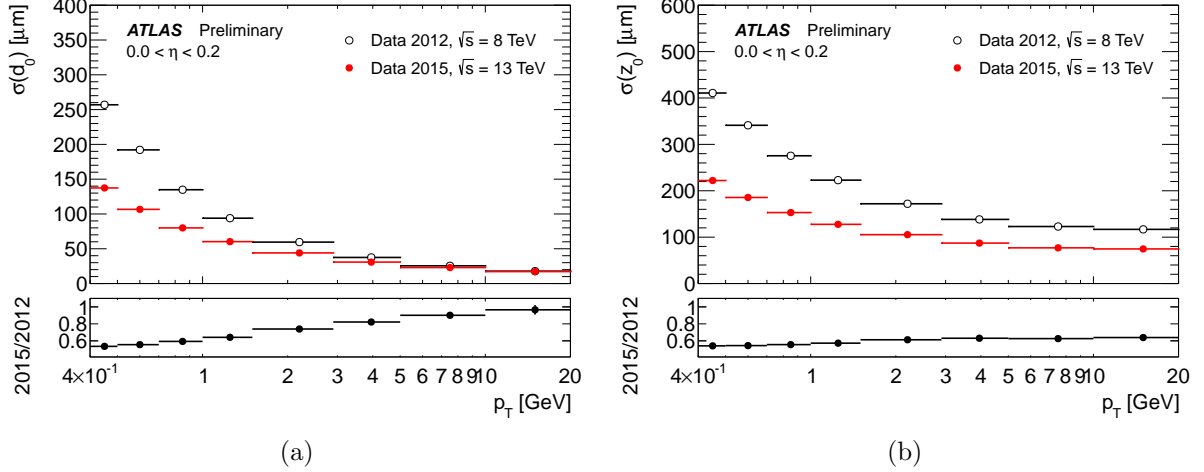 ATLAS Preliminary
0.0 < η < 0.2
Data 2012, √s = 8 TeV
Data 2015, √s = 13 TeV
σ(d₀) [μm]
400
350
300
250
200
150
100
50
0
2015/2012
1
0.8
0.6
4×10⁻¹ 1 2 3 4 5 6 7 8 9 10 20
p_T [GeV]
(a)
ATLAS Preliminary
0.0 < η < 0.2
Data 2012, √s = 8 TeV
Data 2015, √s = 13 TeV
σ(z₀) [μm]
600
500
400
300
200
100
0
2015/2012
1
0.8
0.6
4×10⁻¹ 1 2 3 4 5 6 7 8 9 10 20
p_T [GeV]
(b)